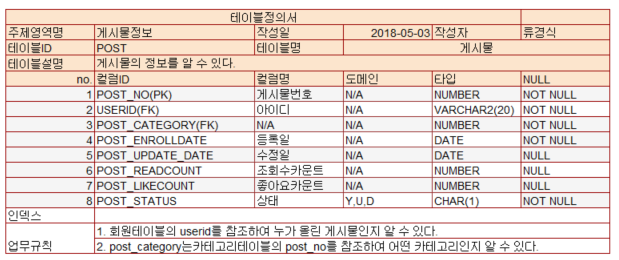 테이블정의서
주제영역명 게시물정보 작성일 2018-05-03 작성자 류경식
테이블ID POST 테이블명 게시물
테이블설명 게시물의 정보를 알 수 있다.
no. 컬럼ID 컬럼명 도메인 타입 NULL
1 POST_NO(PK) 게시물번호 N/A NUMBER NOT NULL
2 USERID(FK) 아이디 N/A VARCHAR2(20) NOT NULL
3 POST_CATEGORY(FK) N/A N/A NUMBER NOT NULL
4 POST_ENROLLDATE 등록일 N/A DATE NOT NULL
5 POST_UPDATE_DATE 수정일 N/A DATE NULL
6 POST_READCOUNT 조회수카운트 N/A NUMBER NULL
7 POST_LIKECOUNT 좋아요카운트 N/A NUMBER NULL
8 POST_STATUS 상태 Y,U,D CHAR(1) NOT NULL
인덱스
업무규칙 1. 회원테이블의 userid를 참조하여 누가 올린 게시물인지 알 수 있다.
2. post_category는카테고리테이블의 post_no를 참조하여 어떤 카테고리인지 알 수 있다.